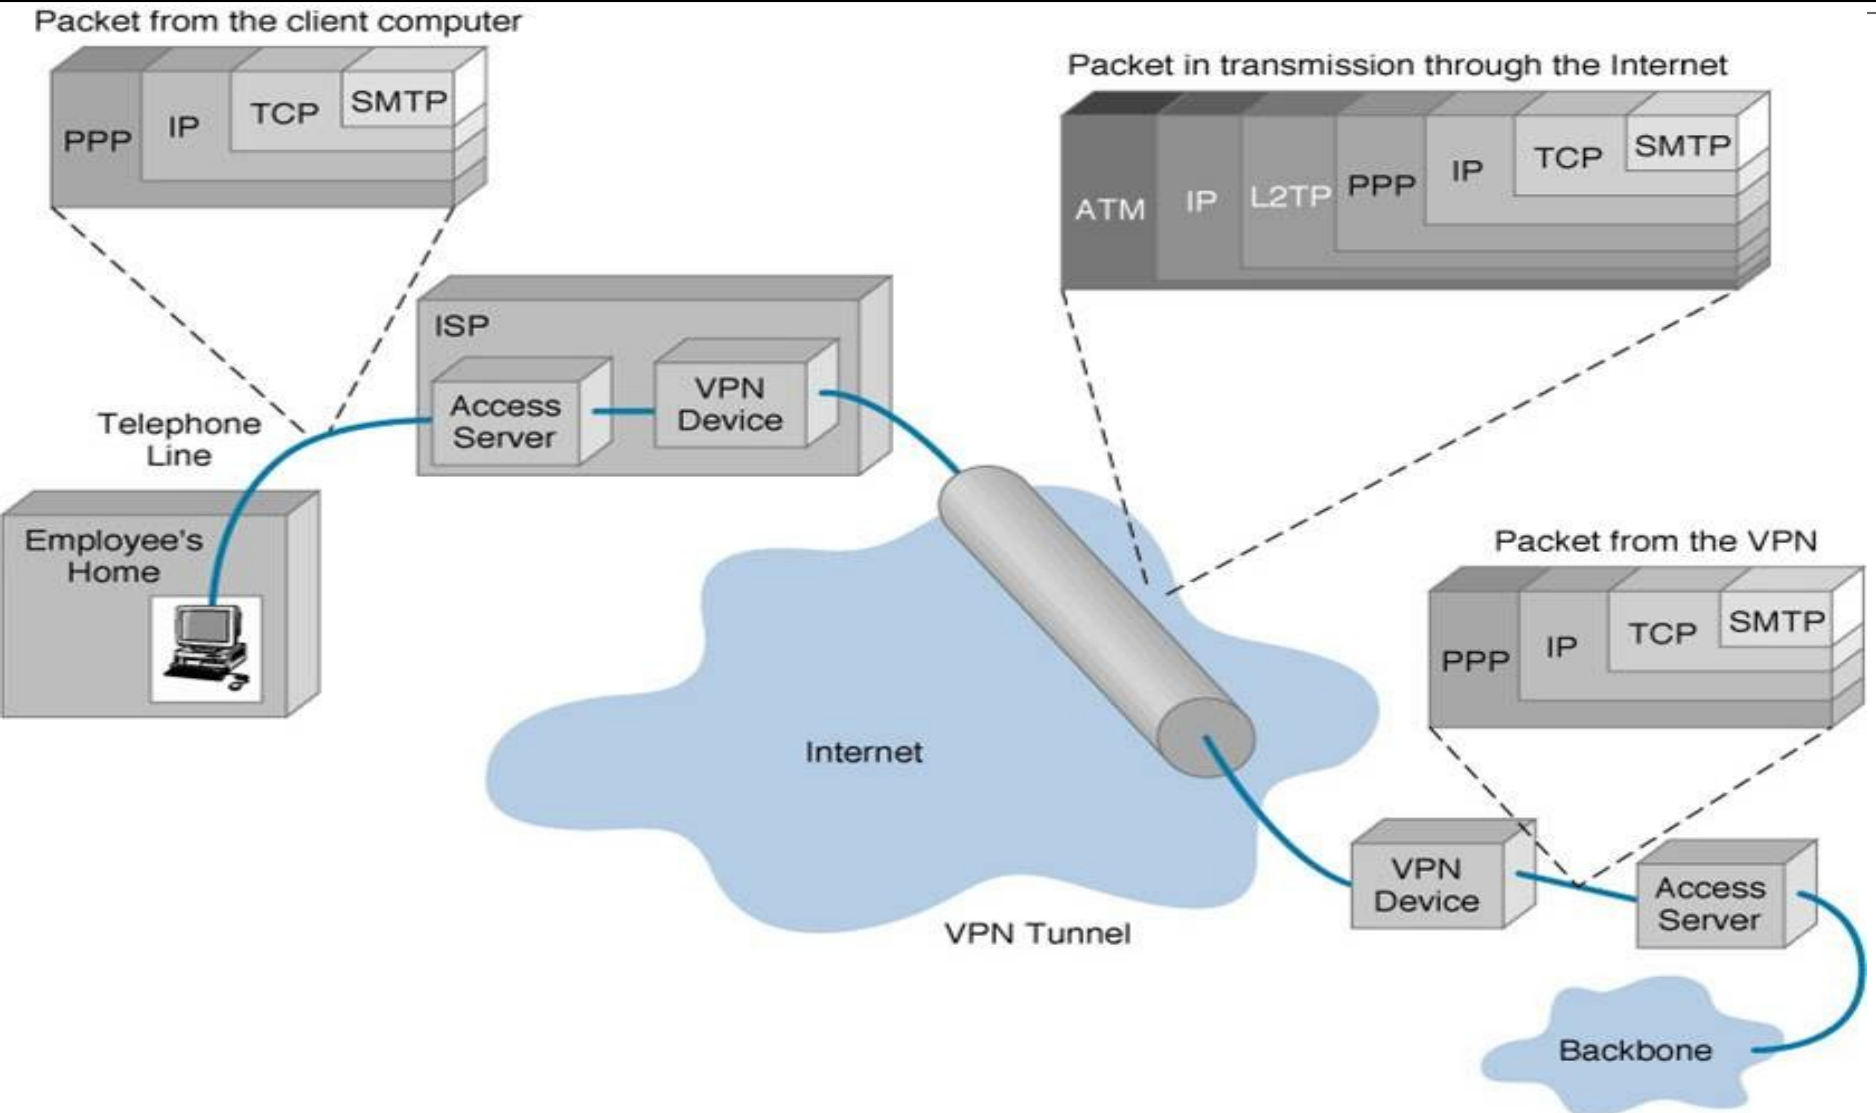 Packet from the client computer
PPP
IP
TCP
SMTP
Packet in transmission through the Internet
ATM
IP
L2TP
PPP
IP
TCP
SMTP
ISP
Access
Server
VPN
Device
Telephone
Line
Employee's
Home
Packet from the VPN
PPP
IP
TCP
SMTP
Internet
VPN Tunnel
VPN
Device
Access
Server
Backbone